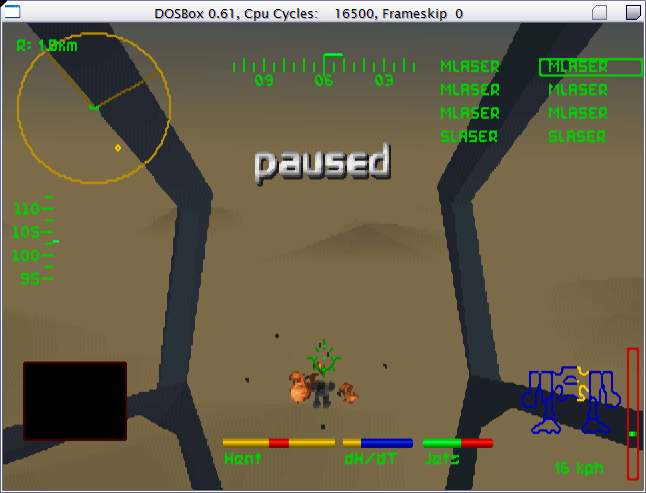 DOSBox 0.61, Cpu Cycles: 16500, Frameskip 0
R: 1.0km
09 06 03
MLASER MLASER
MLASER MLASER
MLASER MLASER
SLASER SLASER
paused
110
105
100
95
Heat dH/dT Jets
16 kph